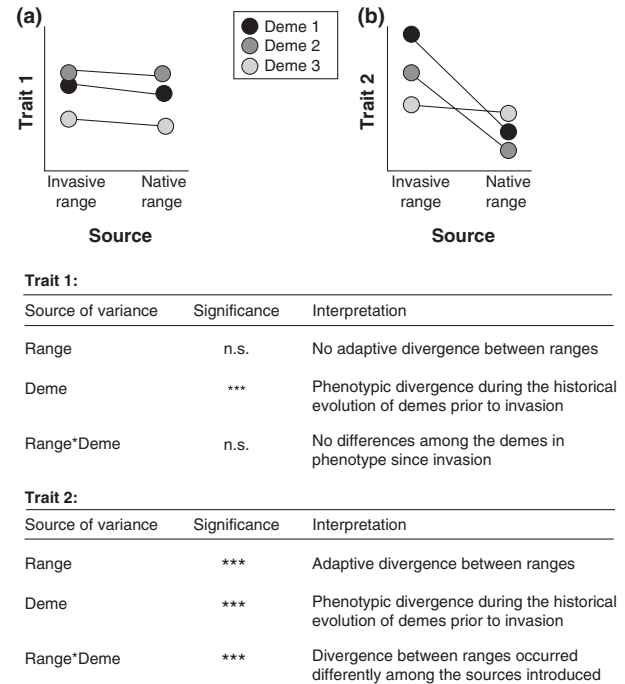 (a)
Trait 1
Invasive range
Native range
Source
Deme 1
Deme 2
Deme 3
(b)
Trait 2
Invasive range
Native range
Source
Trait 1:
Source of variance Significance Interpretation
Range n.s. No adaptive divergence between ranges
Deme *** Phenotypic divergence during the historical
evolution of demes prior to invasion
Range*Deme n.s. No differences among the demes in
phenotype since invasion
Trait 2:
Source of variance Significance Interpretation
Range *** Adaptive divergence between ranges
Deme *** Phenotypic divergence during the historical
evolution of demes prior to invasion
Range*Deme *** Divergence between ranges occurred
differently among the sources introduced